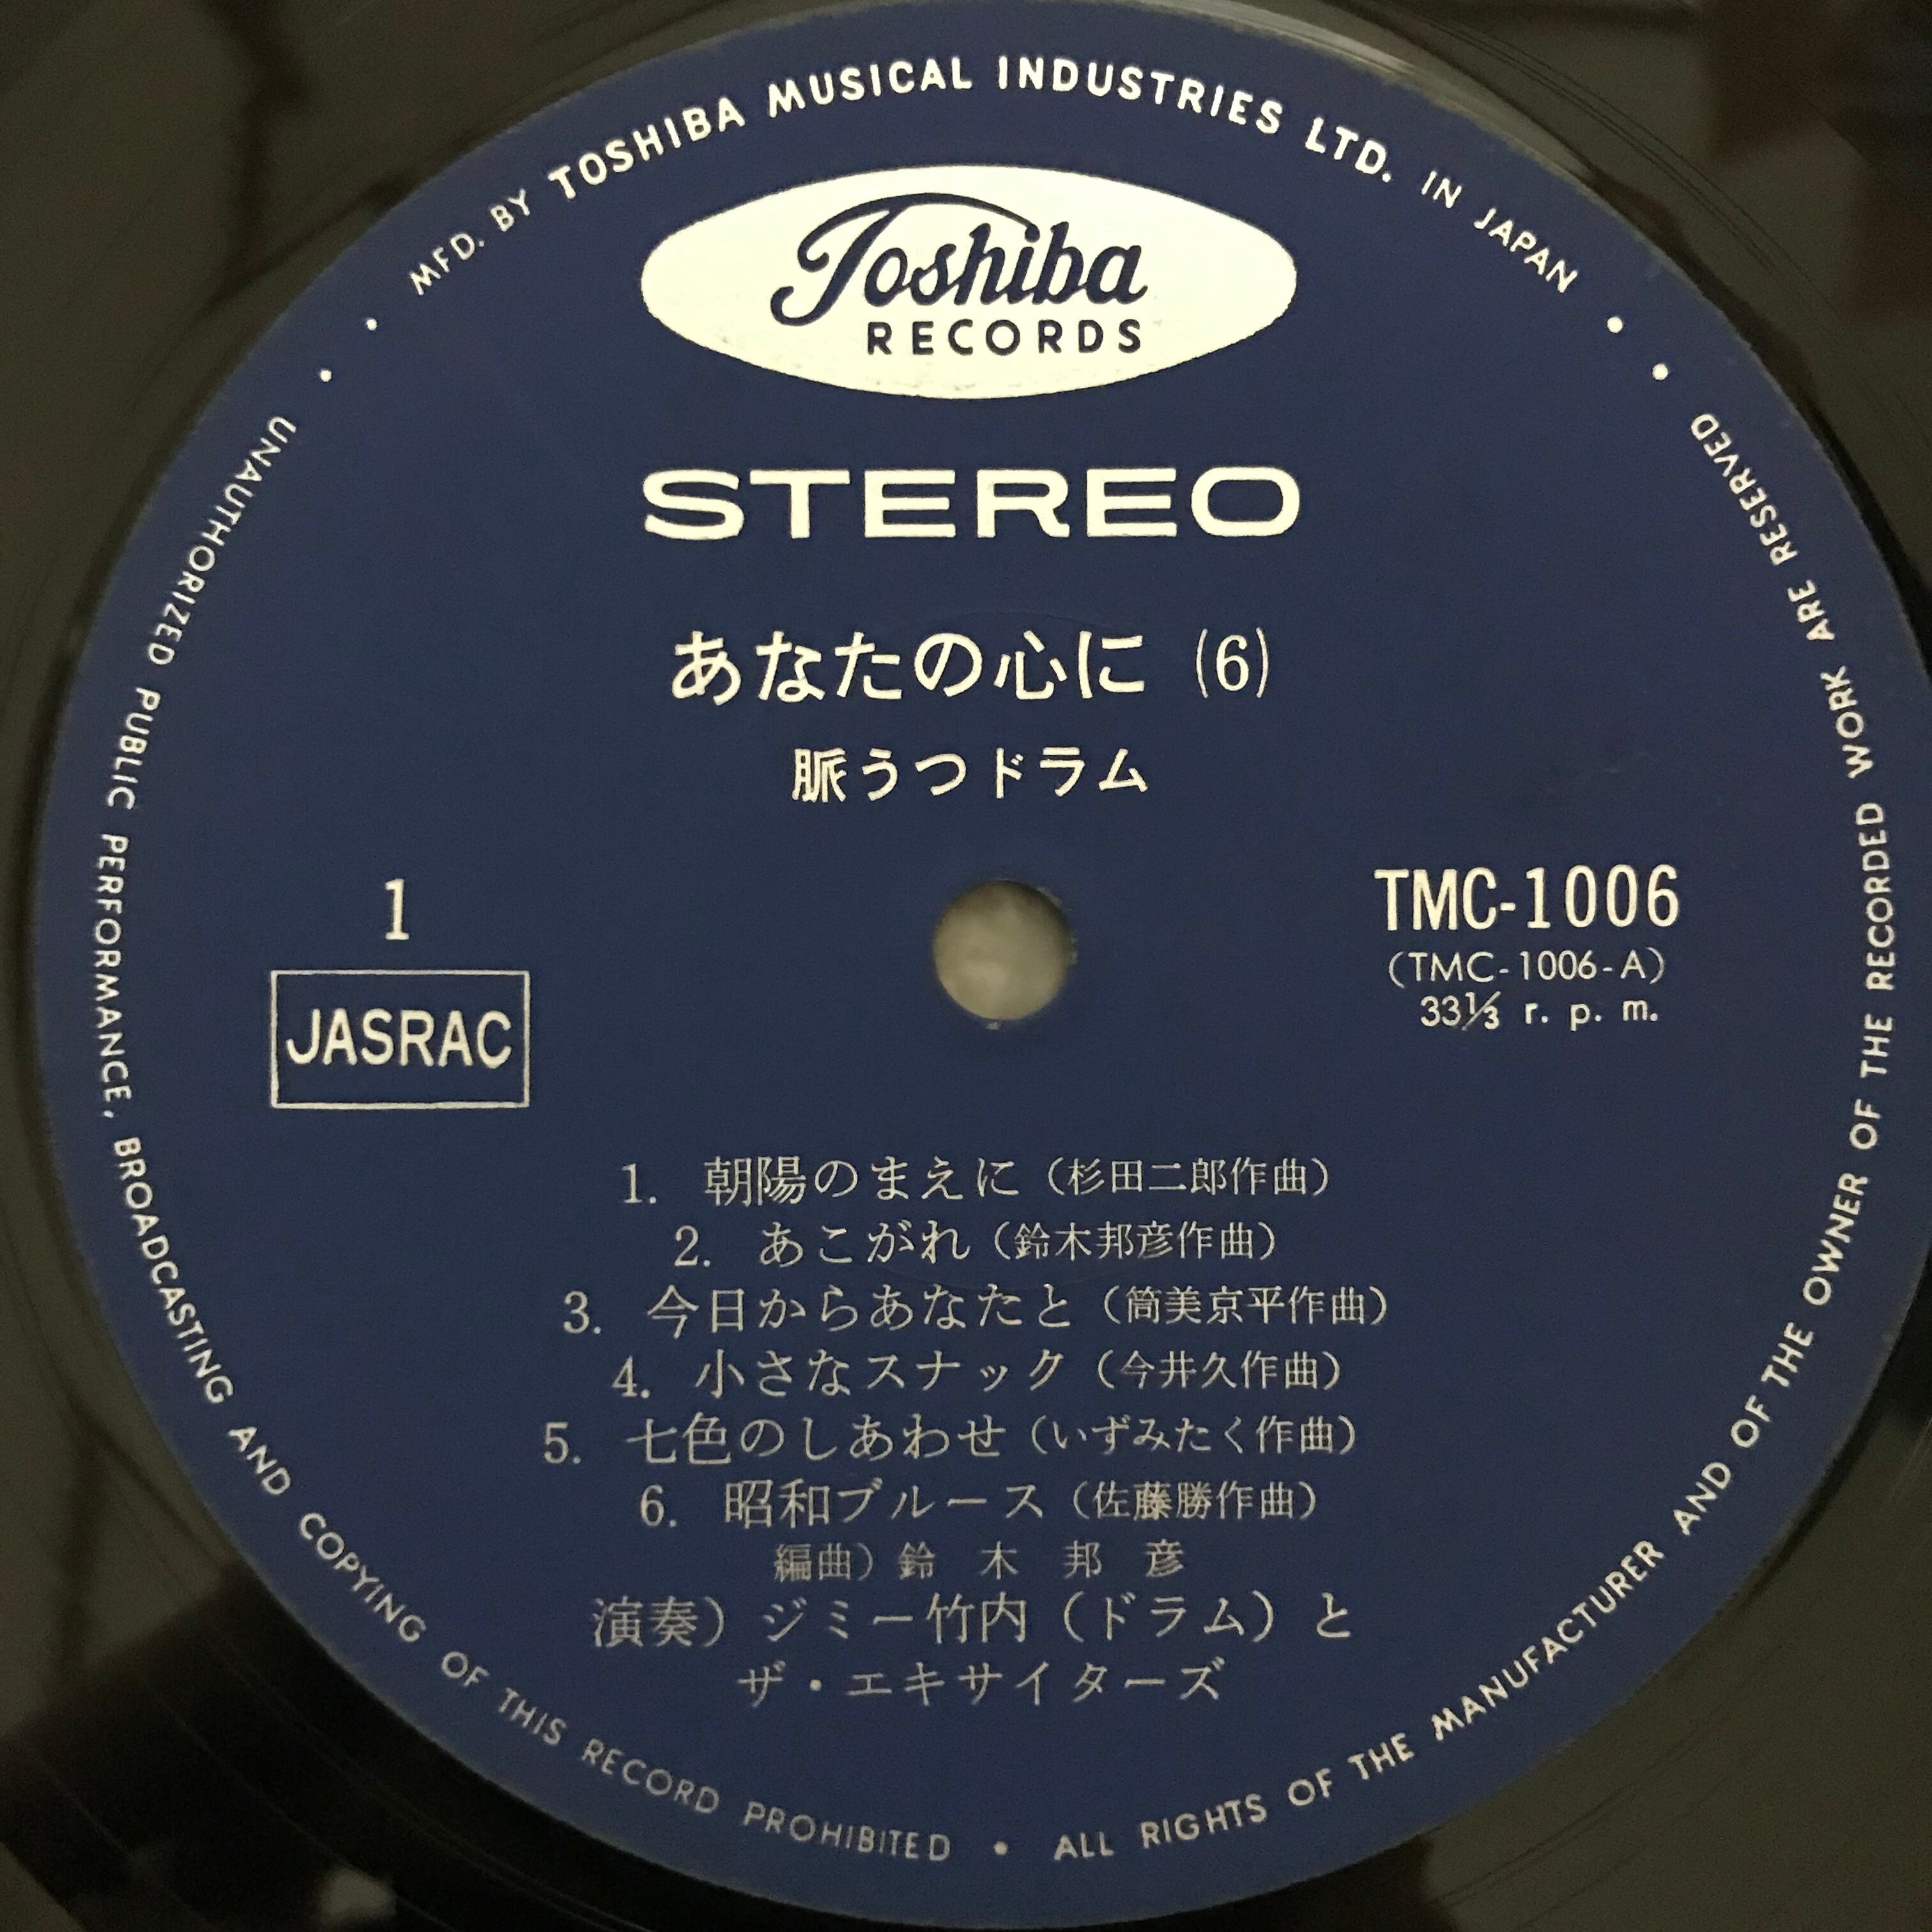 MFD. BY TOSHIBA MUSICAL INDUSTRIES LTD. IN JAPAN
Toshiba
RECORDS
STEREO
あなたの心に (6)
脈うつドラム
1
JASRAC
TMC-1006
(TMC-1006-A)
33⅓ r. p. m.
1. 朝陽のまえに（杉田二郎作曲）
2. あこがれ（鈴木邦彦作曲）
3. 今日からあなたと（筒美京平作曲）
4. 小さなスナック（今井久作曲）
5. 七色のしあわせ（いずみたく作曲）
6. 昭和ブルース（佐藤勝作曲）
編曲）鈴 木 邦 彦
演奏）ジミー竹内（ドラム）と
ザ・エキサイターズ
UNAUTHORIZED PUBLIC PERFORMANCE, BROADCASTING AND COPYING OF THIS RECORD PROHIBITED • ALL RIGHTS OF THE MANUFACTURER AND OF THE OWNER OF THE RECORDED WORK ARE RESERVED